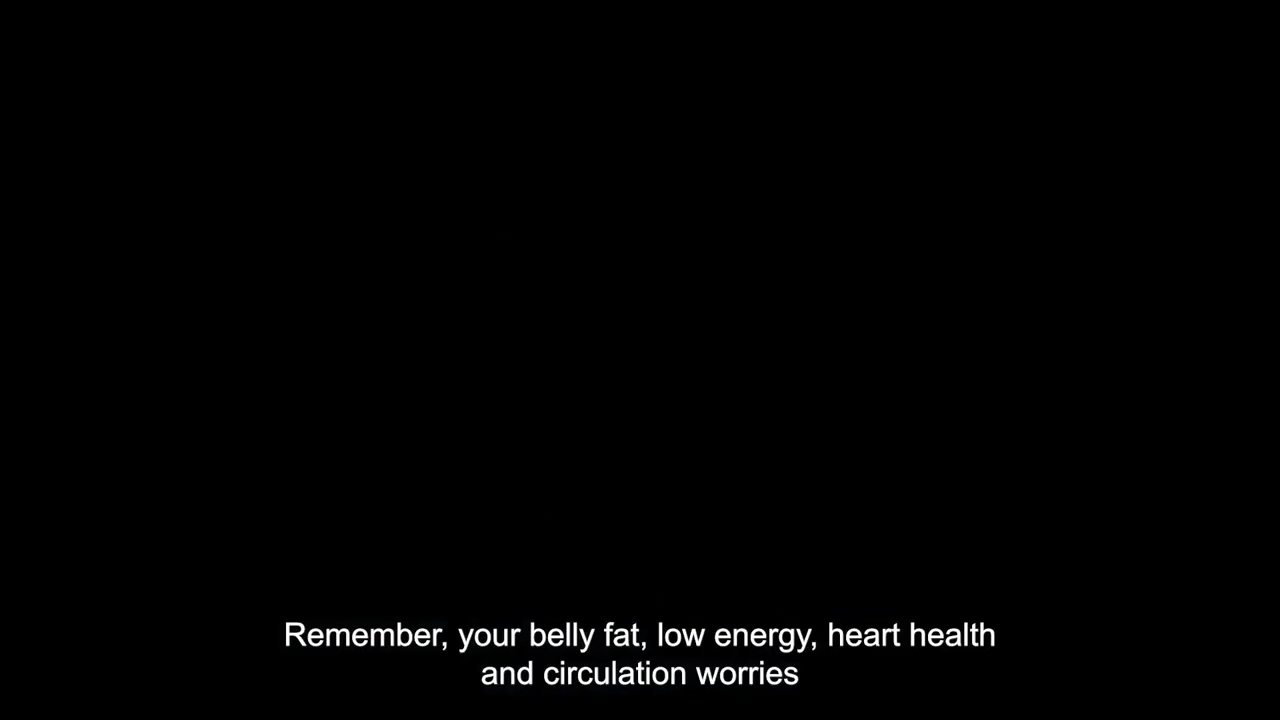 Remember, your belly fat, low energy, heart health
and circulation worries